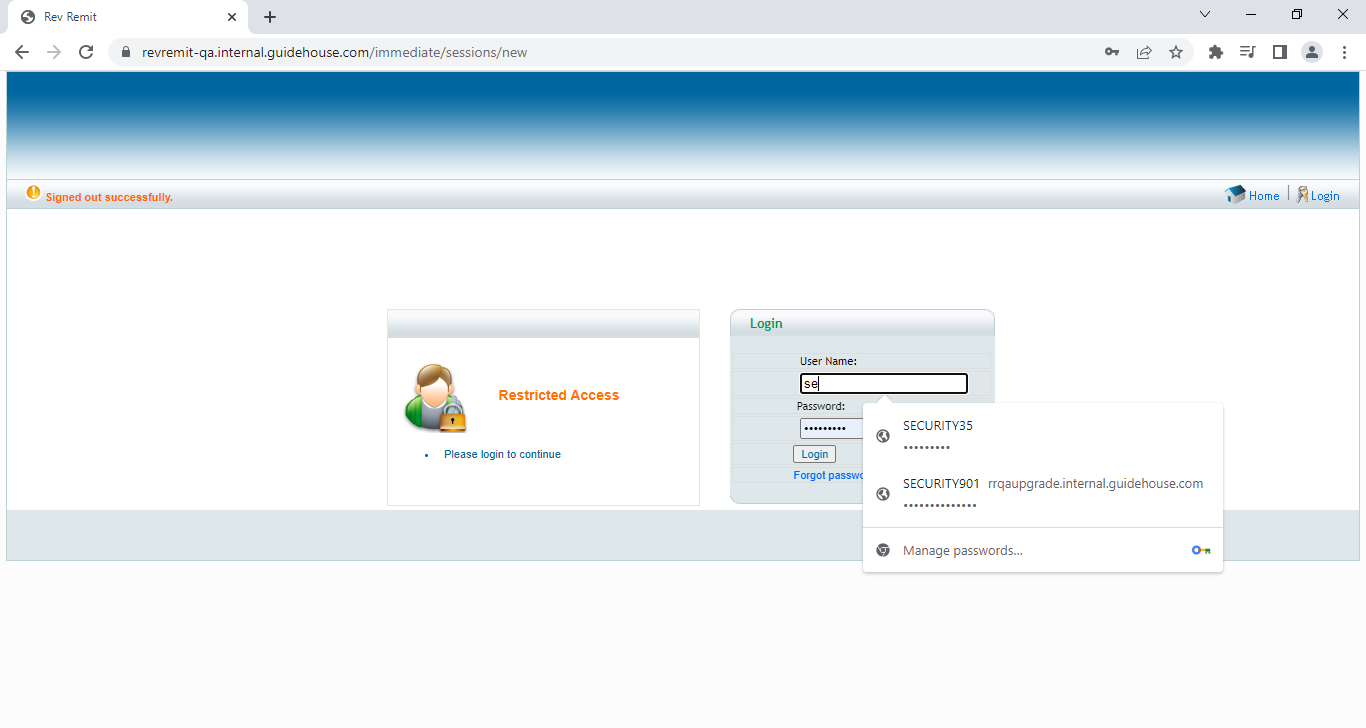 Rev Remit
revremit-qa.internal.guidehouse.com/immediate/sessions/new
Signed out successfully.
Home
Login
Login
User Name:
se
Password:
•••••••••
Login
Forgot passwo
Restricted Access
• Please login to continue
SECURITY35
•••••••••
SECURITY901 rrqaupgrade.internal.guidehouse.com
••••••••••••••
Manage passwords...